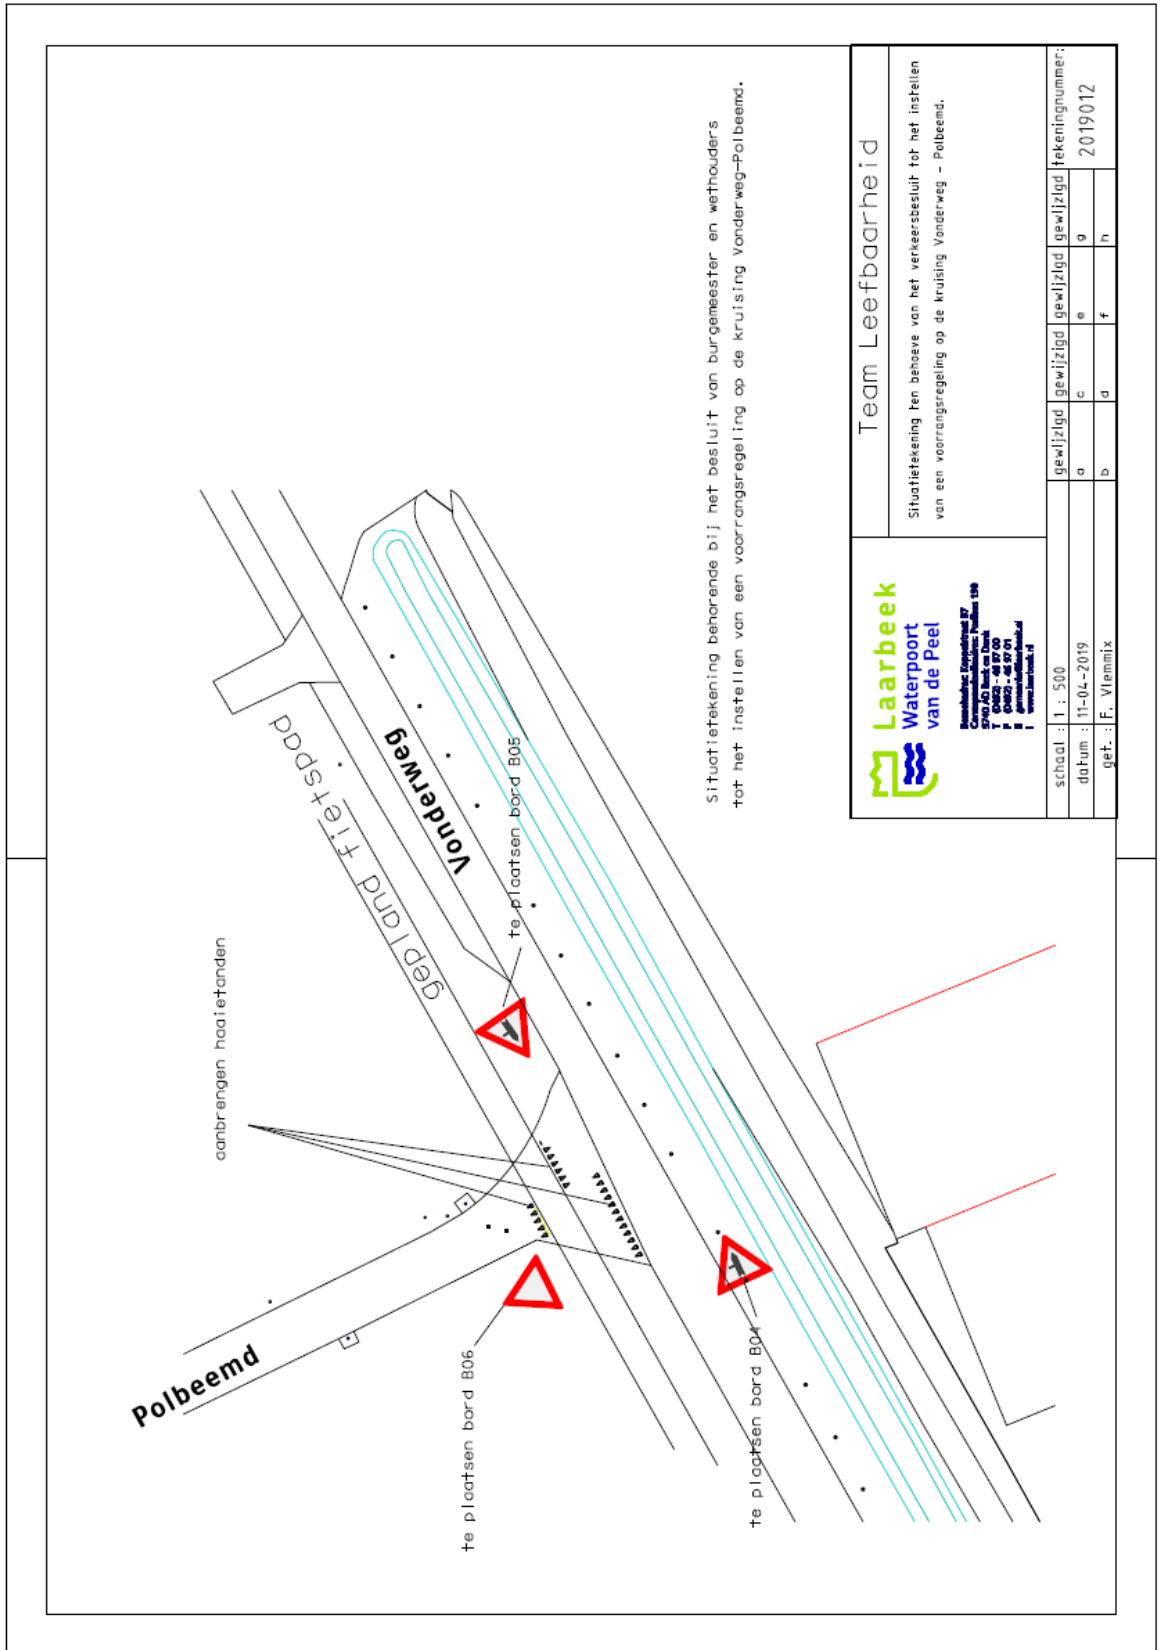 Polbeemd
gepland fietspad
Vonderweg
aanbrengen haaietanden
te plaatsen bord B05
te plaatsen bord B06
te plaatsen bord B04
Situatietekening behorende bij het besluit van burgemeester en wethouders
tot het instellen van een voorrangsregeling op de kruising Vonderweg-Polbeemd.
Laarbeek
Waterpoort
van de Peel
Team Leefbaarheid
Situatietekening ten behoeve van het verkeersbesluit tot het instellen
van een voorrangsregeling op de kruising Vonderweg - Polbeemd.
schaal : 1 : 500
datum : 11-04-2019
get. : F. Vlemmix
gewijzigd gewijzigd gewijzigd gewijzigd tekeningnummer:
a c e g 2019012
b d f h